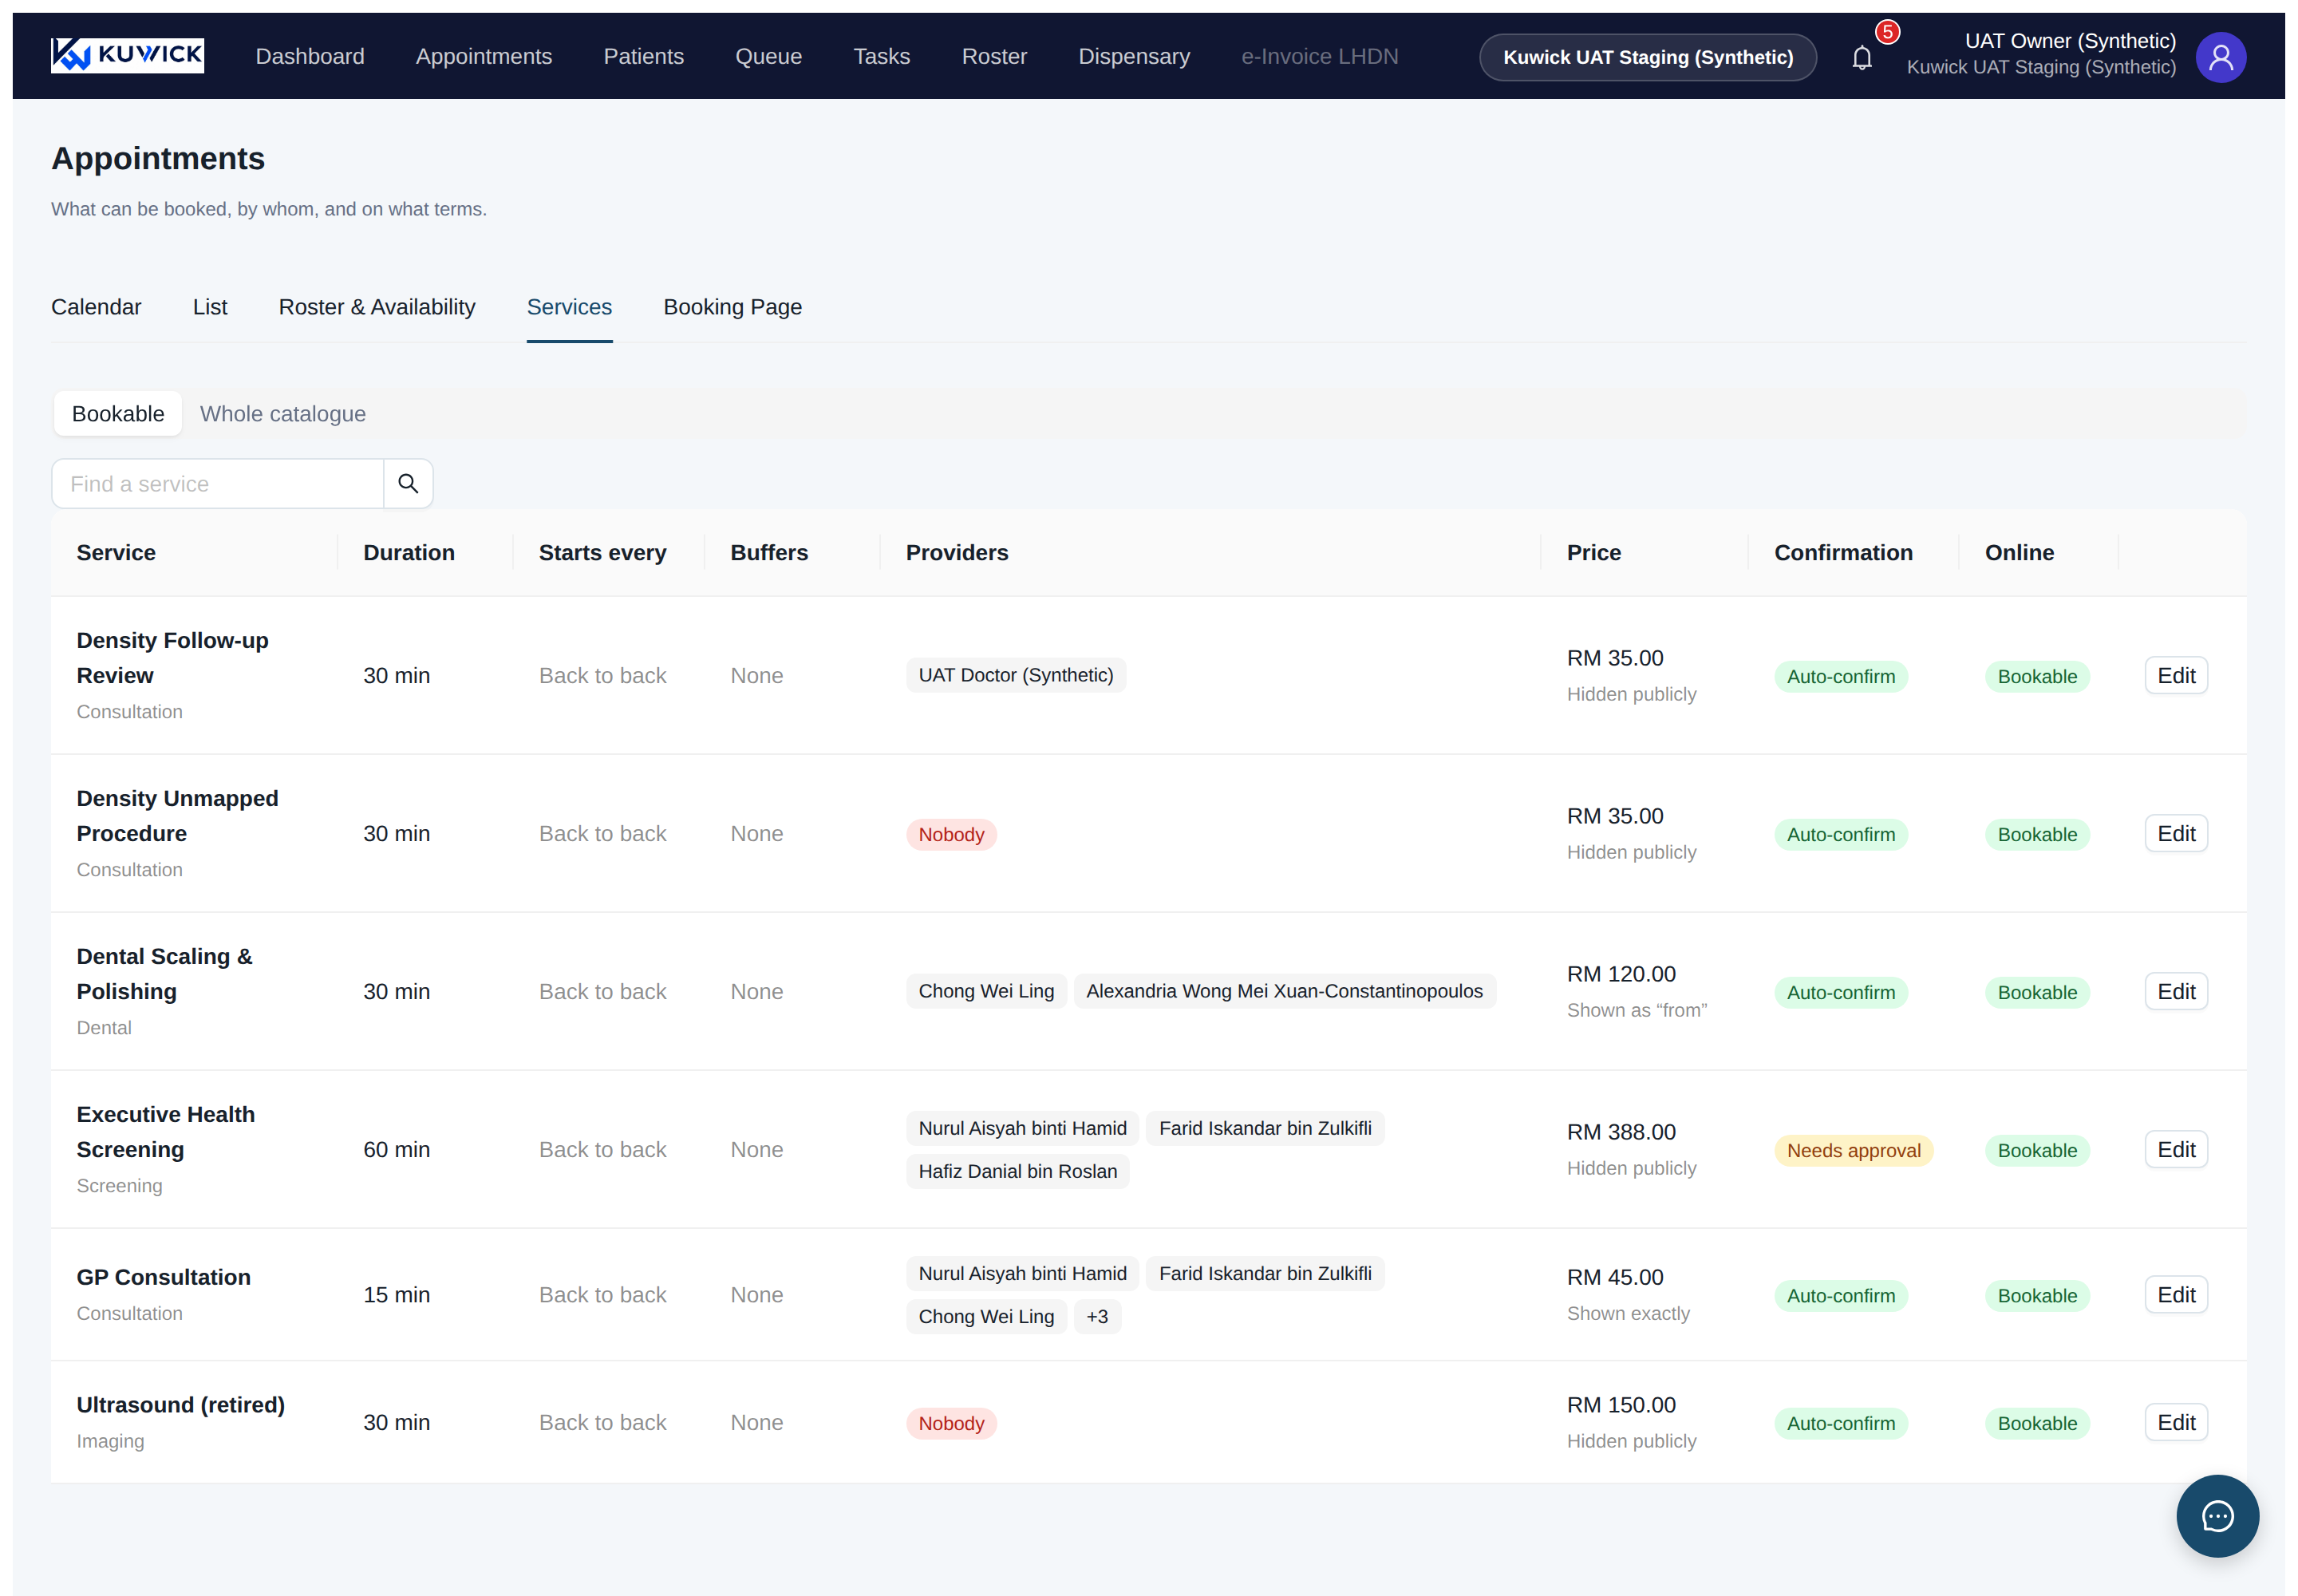 KUWICK
Dashboard
Appointments
Patients
Queue
Tasks
Roster
Dispensary
e-Invoice LHDN
Kuwick UAT Staging (Synthetic)
5
UAT Owner (Synthetic)
Kuwick UAT Staging (Synthetic)
Appointments
What can be booked, by whom, and on what terms.
Calendar
List
Roster & Availability
Services
Booking Page
Bookable
Whole catalogue
Find a service
Service
Duration
Starts every
Buffers
Providers
Price
Confirmation
Online
Density Follow-up
Review
Consultation
30 min
Back to back
None
UAT Doctor (Synthetic)
RM 35.00
Hidden publicly
Auto-confirm
Bookable
Edit
Density Unmapped
Procedure
Consultation
30 min
Back to back
None
Nobody
RM 35.00
Hidden publicly
Auto-confirm
Bookable
Edit
Dental Scaling &
Polishing
Dental
30 min
Back to back
None
Chong Wei Ling
Alexandria Wong Mei Xuan-Constantinopoulos
RM 120.00
Shown as “from”
Auto-confirm
Bookable
Edit
Executive Health
Screening
Screening
60 min
Back to back
None
Nurul Aisyah binti Hamid
Farid Iskandar bin Zulkifli
Hafiz Danial bin Roslan
RM 388.00
Hidden publicly
Needs approval
Bookable
Edit
GP Consultation
Consultation
15 min
Back to back
None
Nurul Aisyah binti Hamid
Farid Iskandar bin Zulkifli
Chong Wei Ling
+3
RM 45.00
Shown exactly
Auto-confirm
Bookable
Edit
Ultrasound (retired)
Imaging
30 min
Back to back
None
Nobody
RM 150.00
Hidden publicly
Auto-confirm
Bookable
Edit